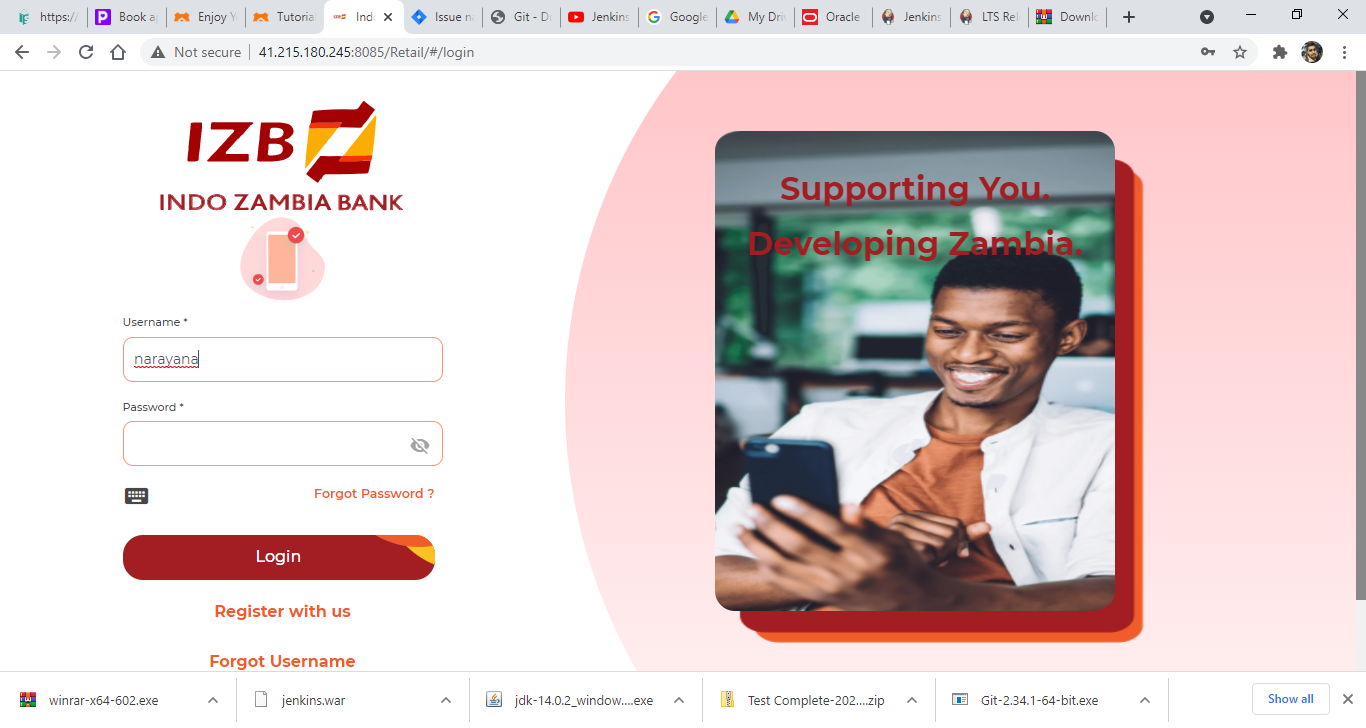 https:/
Book a
Enjoy Y
Tutoria
Ind
Issue n
Git - D
Jenkins
Google
My Dri
Oracle
Jenkins
LTS Rel
Downlo
Not secure
41.215.180.245:8085/Retail/#/login
IZB
INDO ZAMBIA BANK
Username *
narayana
Password *
Forgot Password ?
Login
Register with us
Forgot Username
Supporting You.
Developing Zambia.
winrar-x64-602.exe
jenkins.war
jdk-14.0.2_window....exe
Test Complete-202....zip
Git-2.34.1-64-bit.exe
Show all